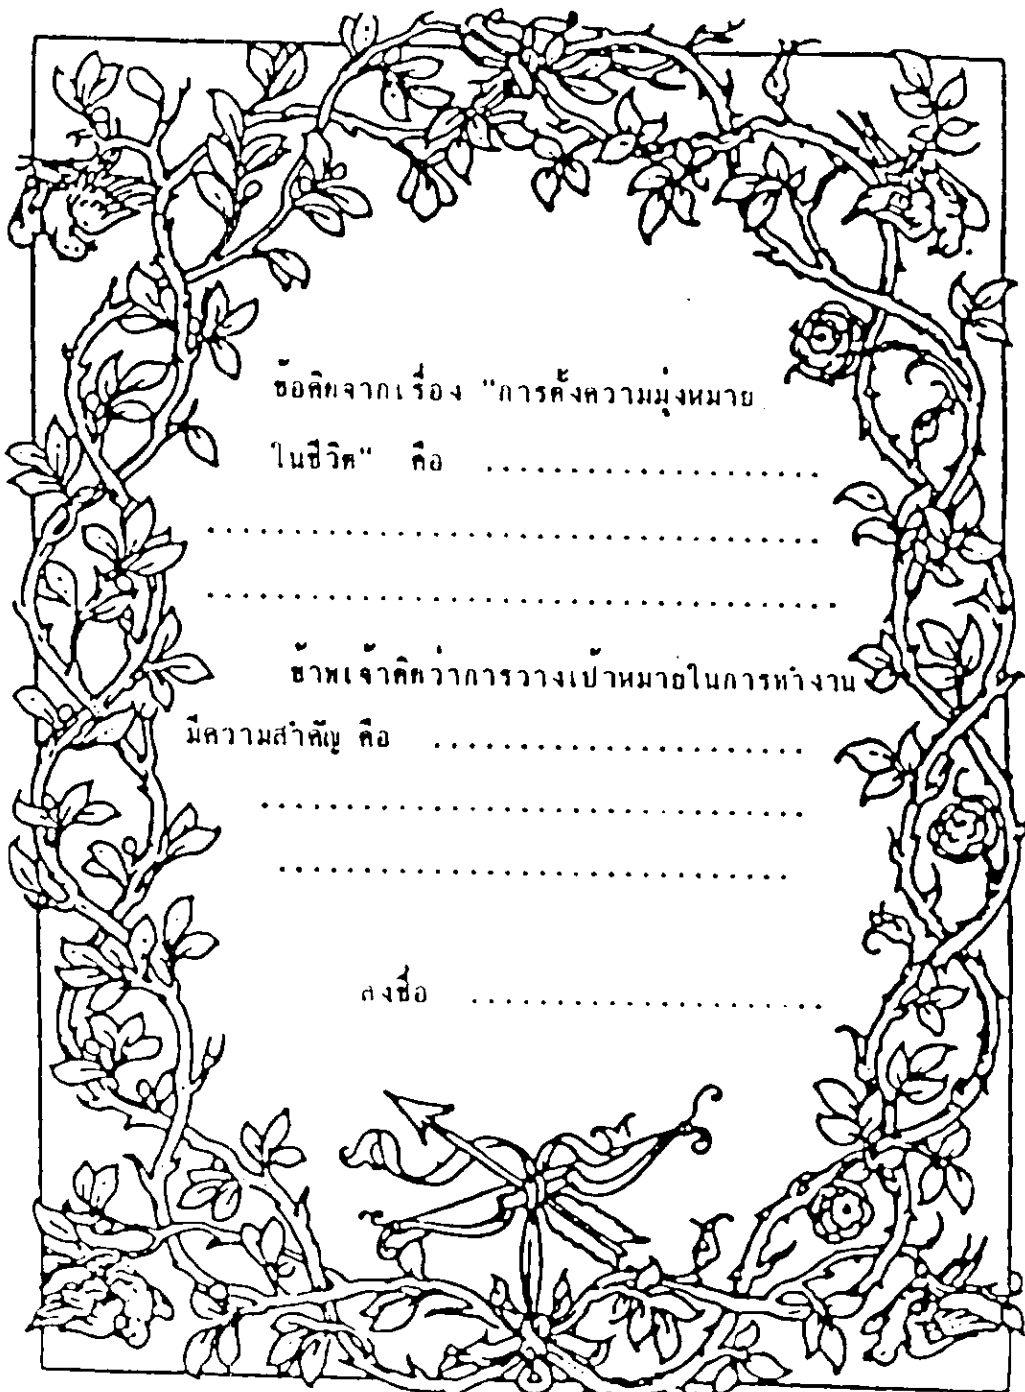 ข้อคิดจากเรื่อง "การตั้งความมุ่งหมาย
ในชีวิต" คือ ....................
.....................................
......................................
ข้าพเจ้าคิดว่าการวางเป้าหมายในการทำงาน
มีความสำคัญ คือ ......................
.................................
...............................
ลงชื่อ .....................